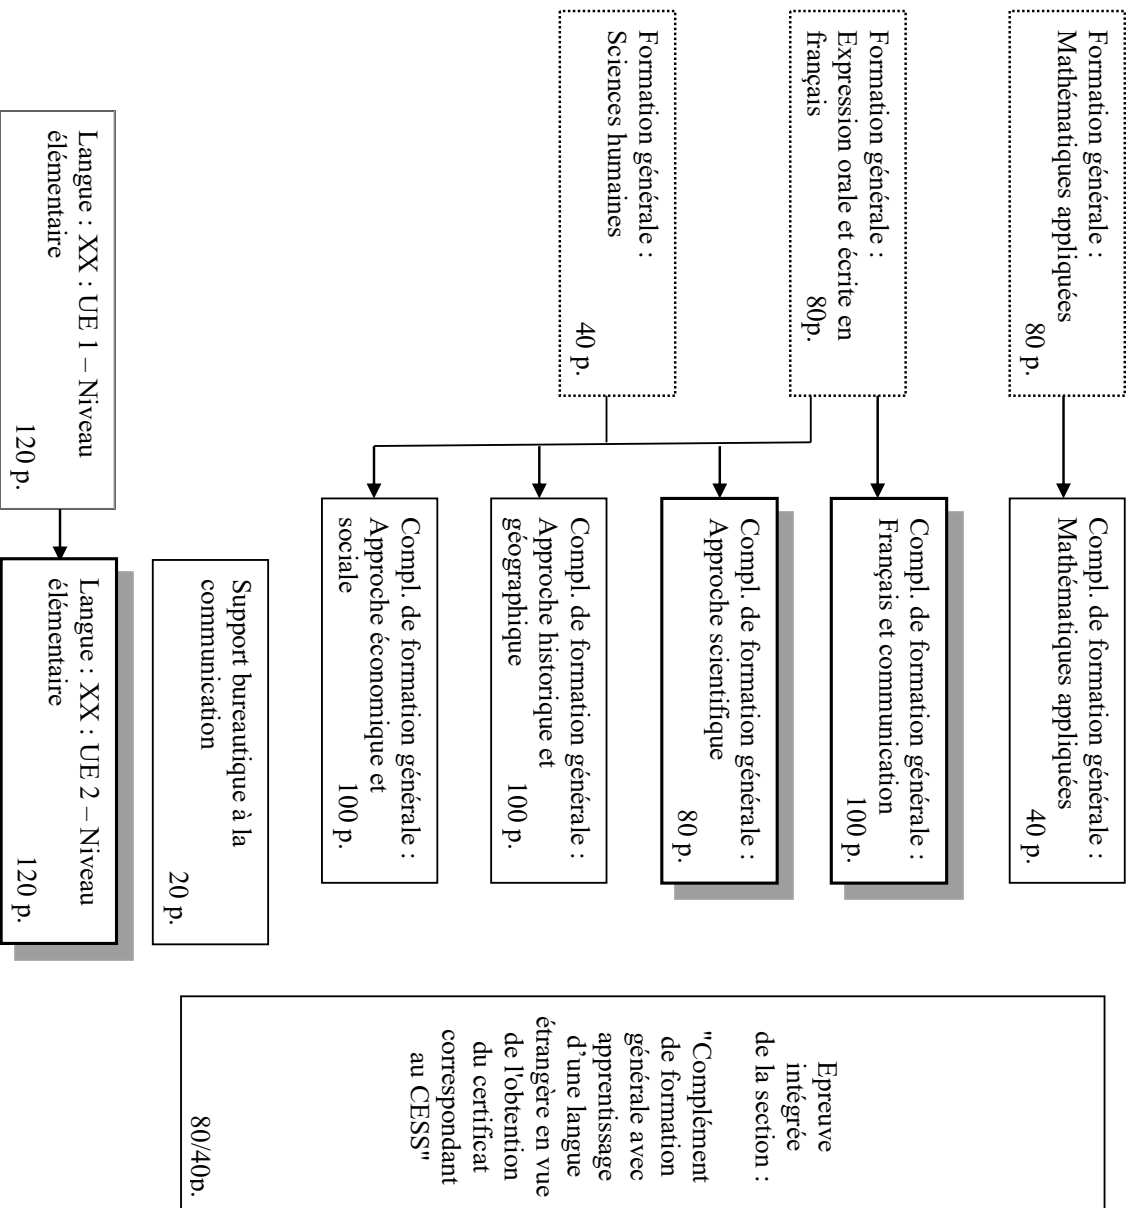 Formation générale :
Mathématiques appliquées
80 p.
Formation générale :
Expression orale et écrite en
français
80p.
Formation générale :
Sciences humaines
40 p.
Langue : XX : UE 1 – Niveau
élémentaire
120 p.
Compl. de formation générale :
Mathématiques appliquées
40 p.
Compl. de formation générale :
Français et communication
100 p.
Compl. de formation générale :
Approche scientifique
80 p.
Compl. de formation générale :
Approche historique et
géographique
100 p.
Compl. de formation générale :
Approche économique et
sociale
100 p.
Support bureautique à la
communication
20 p.
Langue : XX : UE 2 – Niveau
élémentaire
120 p.
Epreuve
intégrée
de la section :
"Complément
de formation
générale avec
apprentissage
d’une langue
étrangère en vue
de l'obtention
du certificat
correspondant
au CESS"
80/40p.